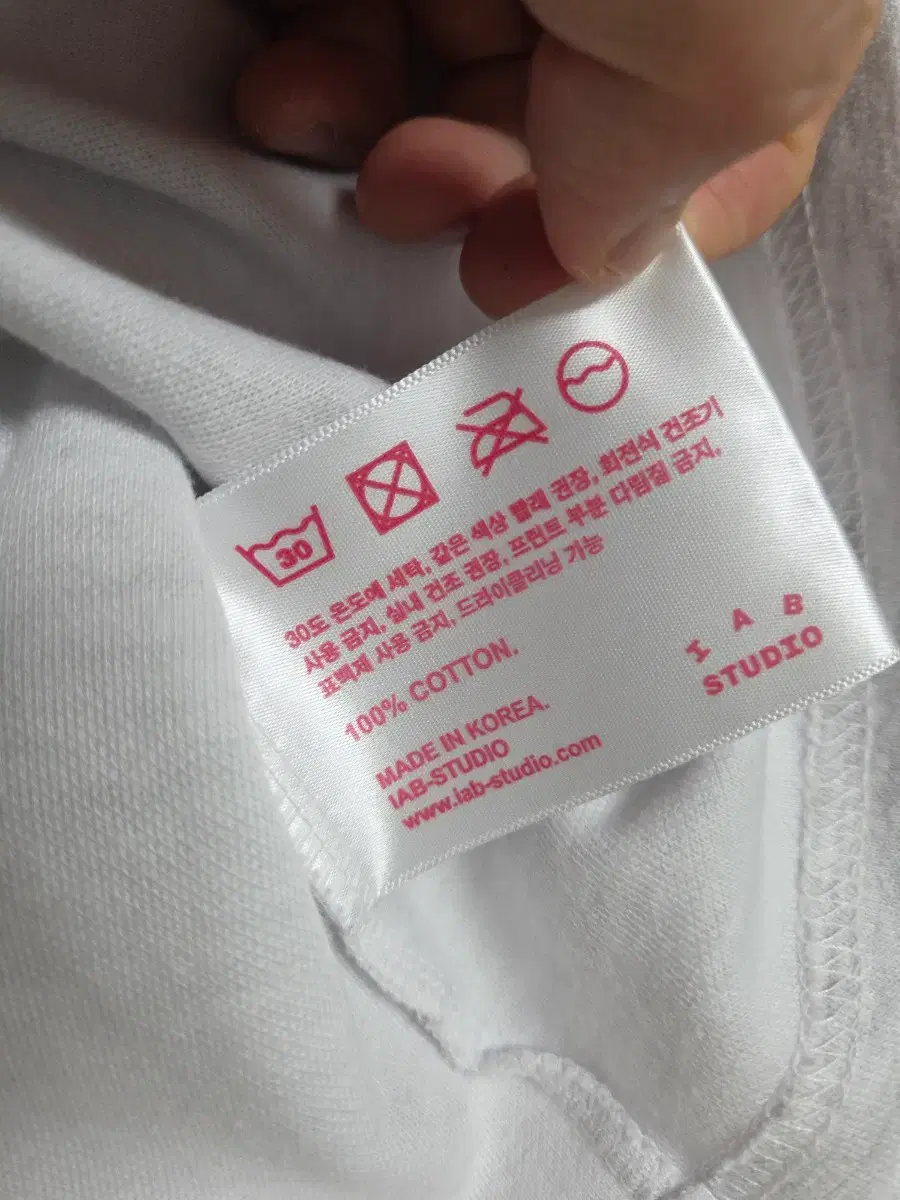 30
30도 온도에 세탁, 같은 색상 빨래 권장, 회전식 건조기
사용 금지, 실내 건조 권장, 프린트 부분 다림질 금지,
표백제 사용 금지, 드라이클리닝 가능
100% COTTON.
MADE IN KOREA.
IAB-STUDIO
www.iab-studio.com
I A B
STUDIO